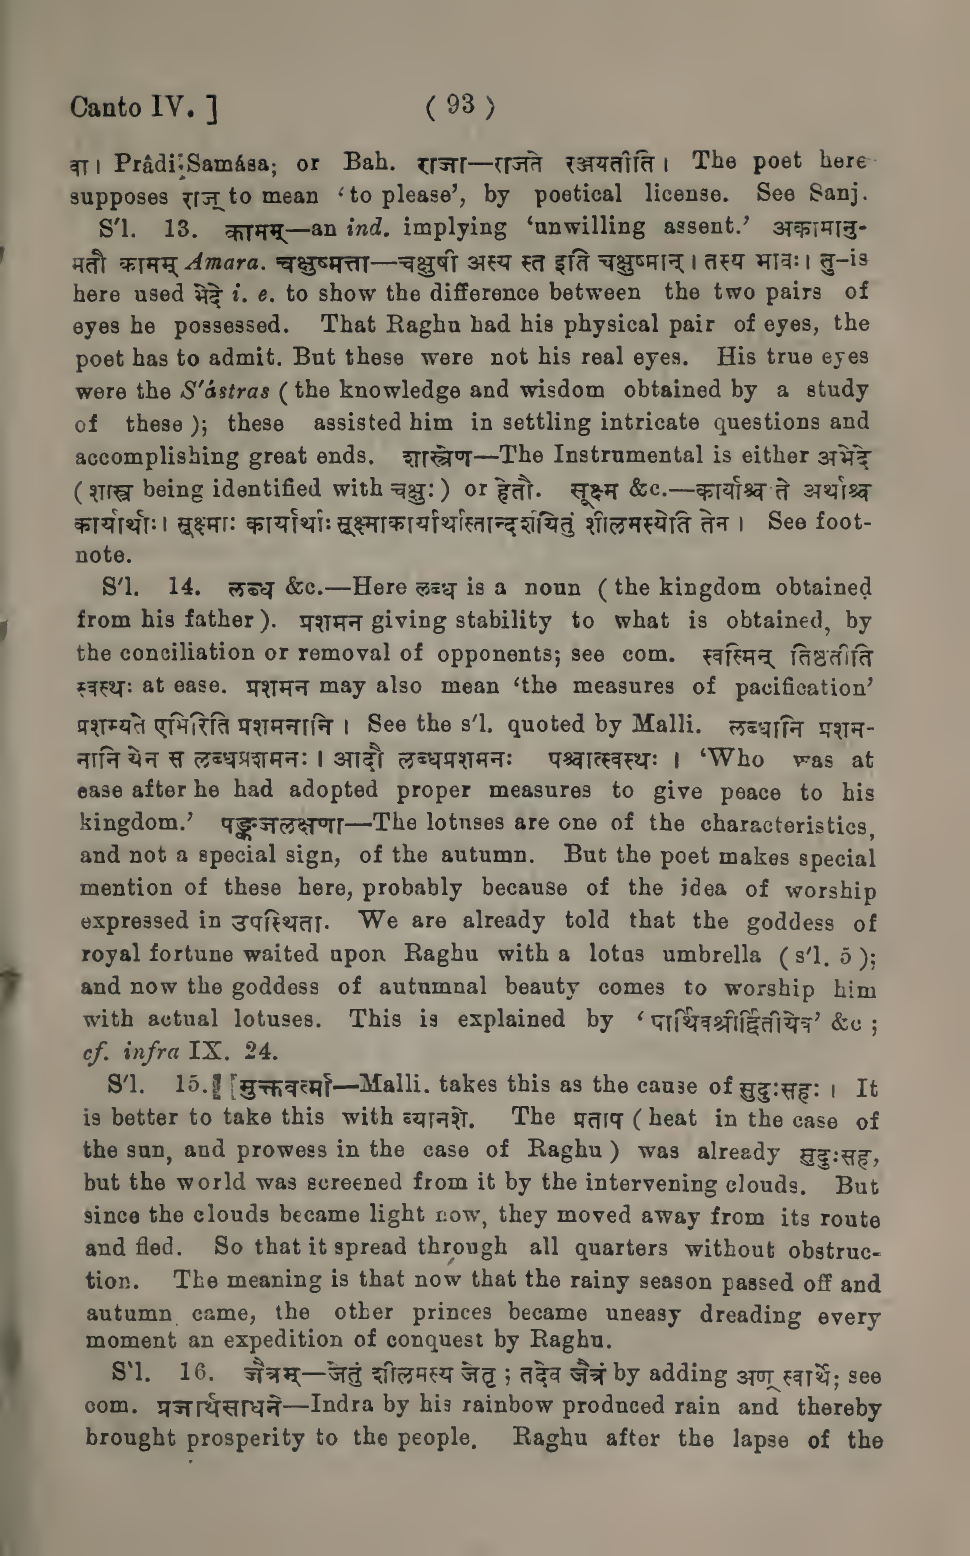 Canto IV. ] ( 93 )
वा । Prâdi Samâsa; or Bah. राजा—राजते रञ्जयतीति । The poet here
supposes राज् to mean ‘to please’, by poetical license. See Sanj.
S'l. 13. कामम्—an ind. implying ‘unwilling assent.’ अकामानु-
मतौ कामम् Amara. चक्षुष्मत्ता—चक्षुषी अस्य स्त इति चक्षुष्मान् । तस्य भावः । तु-is
here used भेदे i. e. to show the difference between the two pairs of
eyes he possessed. That Raghu had his physical pair of eyes, the
poet has to admit. But these were not his real eyes. His true eyes
were the S'ástras ( the knowledge and wisdom obtained by a study
of these ); these assisted him in settling intricate questions and
accomplishing great ends. शास्त्रेण—The Instrumental is either अभेदे
( शास्त्र being identified with चक्षुः ) or हेतौ. सूक्ष्म &c.—कार्याश्च ते अर्थाश्च
कार्यार्थाः । सूक्ष्माः कार्यार्थाः सूक्ष्माकार्यार्थास्तान्दर्शयितुं शीलमस्येति तेन । See foot-
note.
S'l. 14. लब्ध &c.—Here लब्ध is a noun ( the kingdom obtained
from his father ). प्रशमन giving stability to what is obtained, by
the conciliation or removal of opponents; see com. स्वस्मिन् तिष्ठतीति
स्वस्थः at ease. प्रशमन may also mean ‘the measures of pacification’
प्रशम्यते एभिरिति प्रशमनानि । See the s'l. quoted by Malli. लब्धानि प्रशम-
नानि येन स लब्धप्रशमनः । आदौ लब्धप्रशमनः पश्चात्स्वस्थः । ‘Who was at
ease after he had adopted proper measures to give peace to his
kingdom.’ पङ्कजलक्षणा—The lotuses are one of the characteristics,
and not a special sign, of the autumn. But the poet makes special
mention of these here, probably because of the idea of worship
expressed in उपस्थिता. We are already told that the goddess of
royal fortune waited upon Raghu with a lotus umbrella ( s'l. 5 );
and now the goddess of autumnal beauty comes to worship him
with actual lotuses. This is explained by ‘पार्थिवश्रीर्द्वितीयेव’ &c ;
cf. infra IX. 24.
S'l. 15. मुक्तवर्त्मा—Malli. takes this as the cause of सुदुःसहः । It
is better to take this with व्यानशे. The प्रताप ( heat in the case of
the sun, and prowess in the case of Raghu ) was already सुदुःसह,
but the world was screened from it by the intervening clouds. But
since the clouds became light now, they moved away from its route
and fled. So that it spread through all quarters without obstruc-
tion. The meaning is that now that the rainy season passed off and
autumn came, the other princes became uneasy dreading every
moment an expedition of conquest by Raghu.
S'l. 16. जैत्रम्—जेतुं शीलमस्य जेतृ ; तदेव जैत्रं by adding अण् स्वार्थे; see
com. प्रजार्थसाधने—Indra by his rainbow produced rain and thereby
brought prosperity to the people. Raghu after the lapse of the